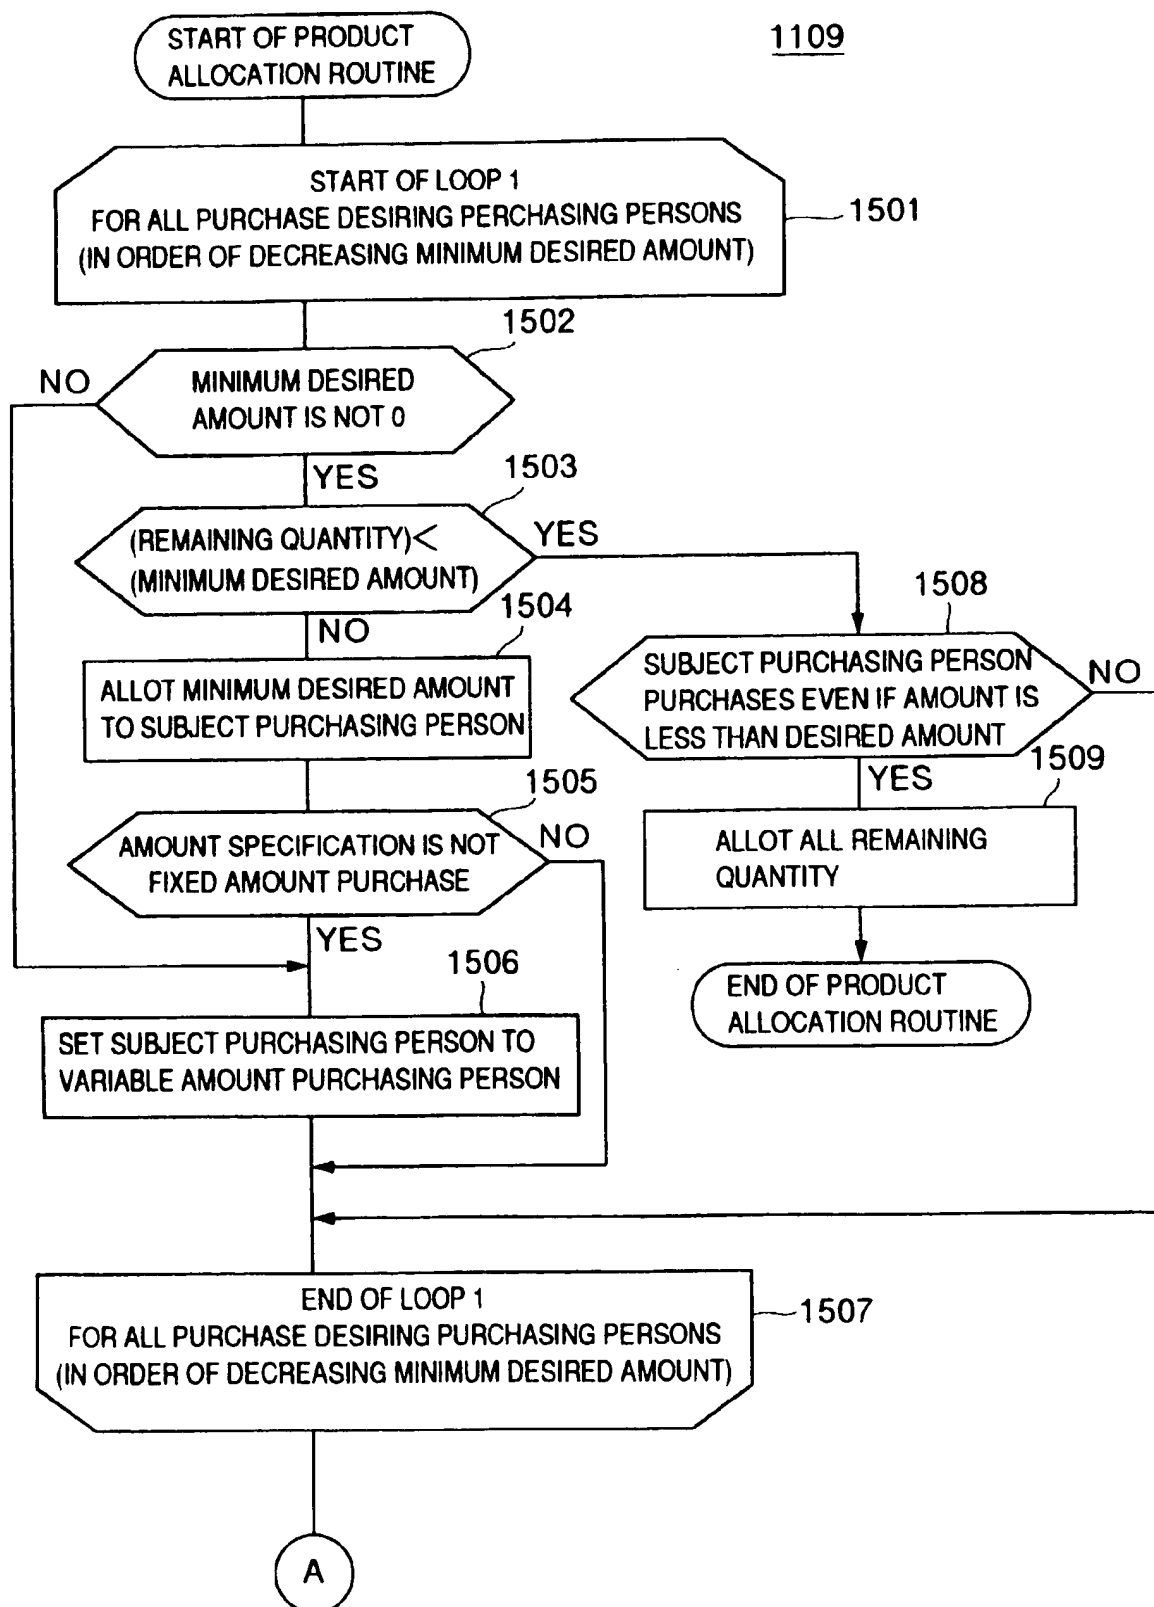 START OF PRODUCT
ALLOCATION ROUTINE
1109
START OF LOOP 1
FOR ALL PURCHASE DESIRING PERCHASING PERSONS
(IN ORDER OF DECREASING MINIMUM DESIRED AMOUNT)
1501
1502
NO
MINIMUM DESIRED
AMOUNT IS NOT 0
YES
1503
(REMAINING QUANTITY)<
(MINIMUM DESIRED AMOUNT)
YES
NO
1504
ALLOT MINIMUM DESIRED AMOUNT
TO SUBJECT PURCHASING PERSON
1508
SUBJECT PURCHASING PERSON
PURCHASES EVEN IF AMOUNT IS
LESS THAN DESIRED AMOUNT
NO
YES
1509
ALLOT ALL REMAINING
QUANTITY
END OF PRODUCT
ALLOCATION ROUTINE
1505
AMOUNT SPECIFICATION IS NOT
FIXED AMOUNT PURCHASE
NO
YES
1506
SET SUBJECT PURCHASING PERSON TO
VARIABLE AMOUNT PURCHASING PERSON
END OF LOOP 1
FOR ALL PURCHASE DESIRING PURCHASING PERSONS
(IN ORDER OF DECREASING MINIMUM DESIRED AMOUNT)
1507
A